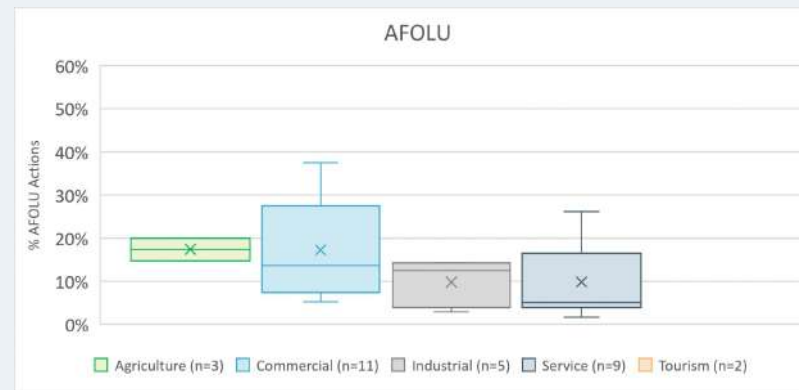 AFOLU
60%
50%
40%
30%
20%
10%
0%
% AFOLU Actions
Agriculture (n=3) Commercial (n=11) Industrial (n=5) Service (n=9) Tourism (n=2)